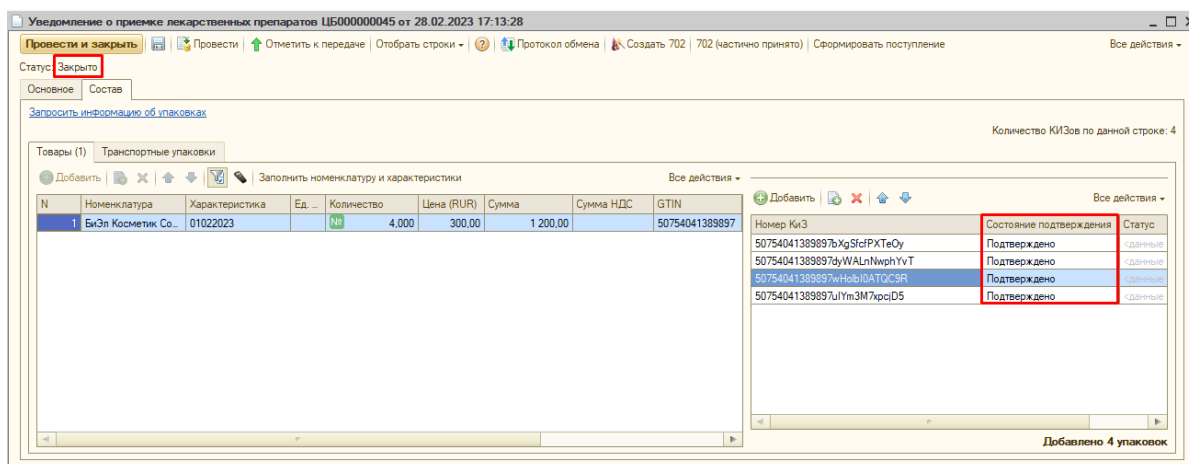 Уведомление о приемке лекарственных препаратов ЦБ000000045 от 28.02.2023 17:13:28
Провести и закрыть Провести Отметить к передаче Отобрать строки Протокол обмена Создать 702 702 (частично принято) Сформировать поступление Все действия
Статус: Закрыто
Основное Состав
Запросить информацию об упаковках
Количество КИЗов по данной строке: 4
Товары (1) Транспортные упаковки
Добавить Заполнить номенклатуру и характеристики Все действия
N Номенклатура Характеристика Ед. ... Количество Цена (RUR) Сумма Сумма НДС GTIN
1 БиЭл Косметик Со... 01022023 № 4,000 300,00 1 200,00 50754041389897
Добавить Все действия
Номер КиЗ Состояние подтверждения Статус
50754041389897bXgSfcfPXTeOy Подтверждено <данные
50754041389897dyWALnNwphYvT Подтверждено <данные
50754041389897wHolbI0ATQC9R Подтверждено <данные
50754041389897uIYm3M7xpcjD5 Подтверждено <данные
Добавлено 4 упаковок